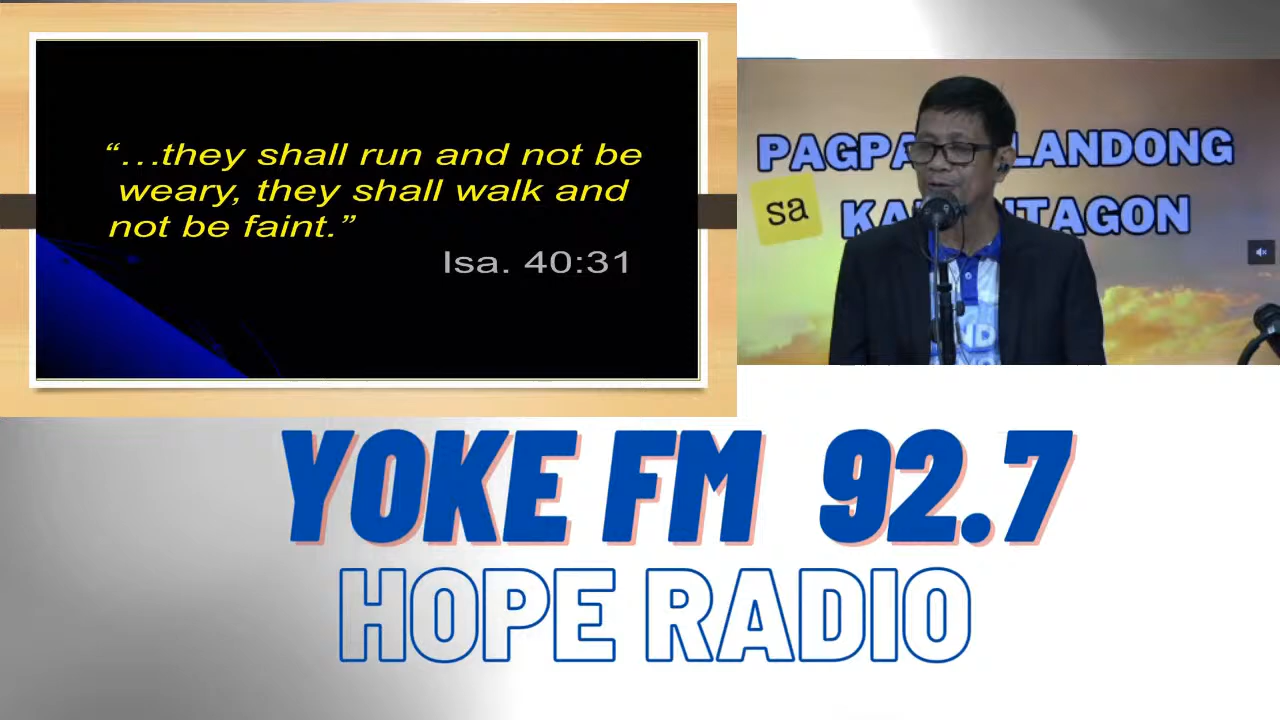 “…they shall run and not be
weary, they shall walk and
not be faint.”
Isa. 40:31
LANDONG
sa
YOKE FM 92.7
HOPE RADIO